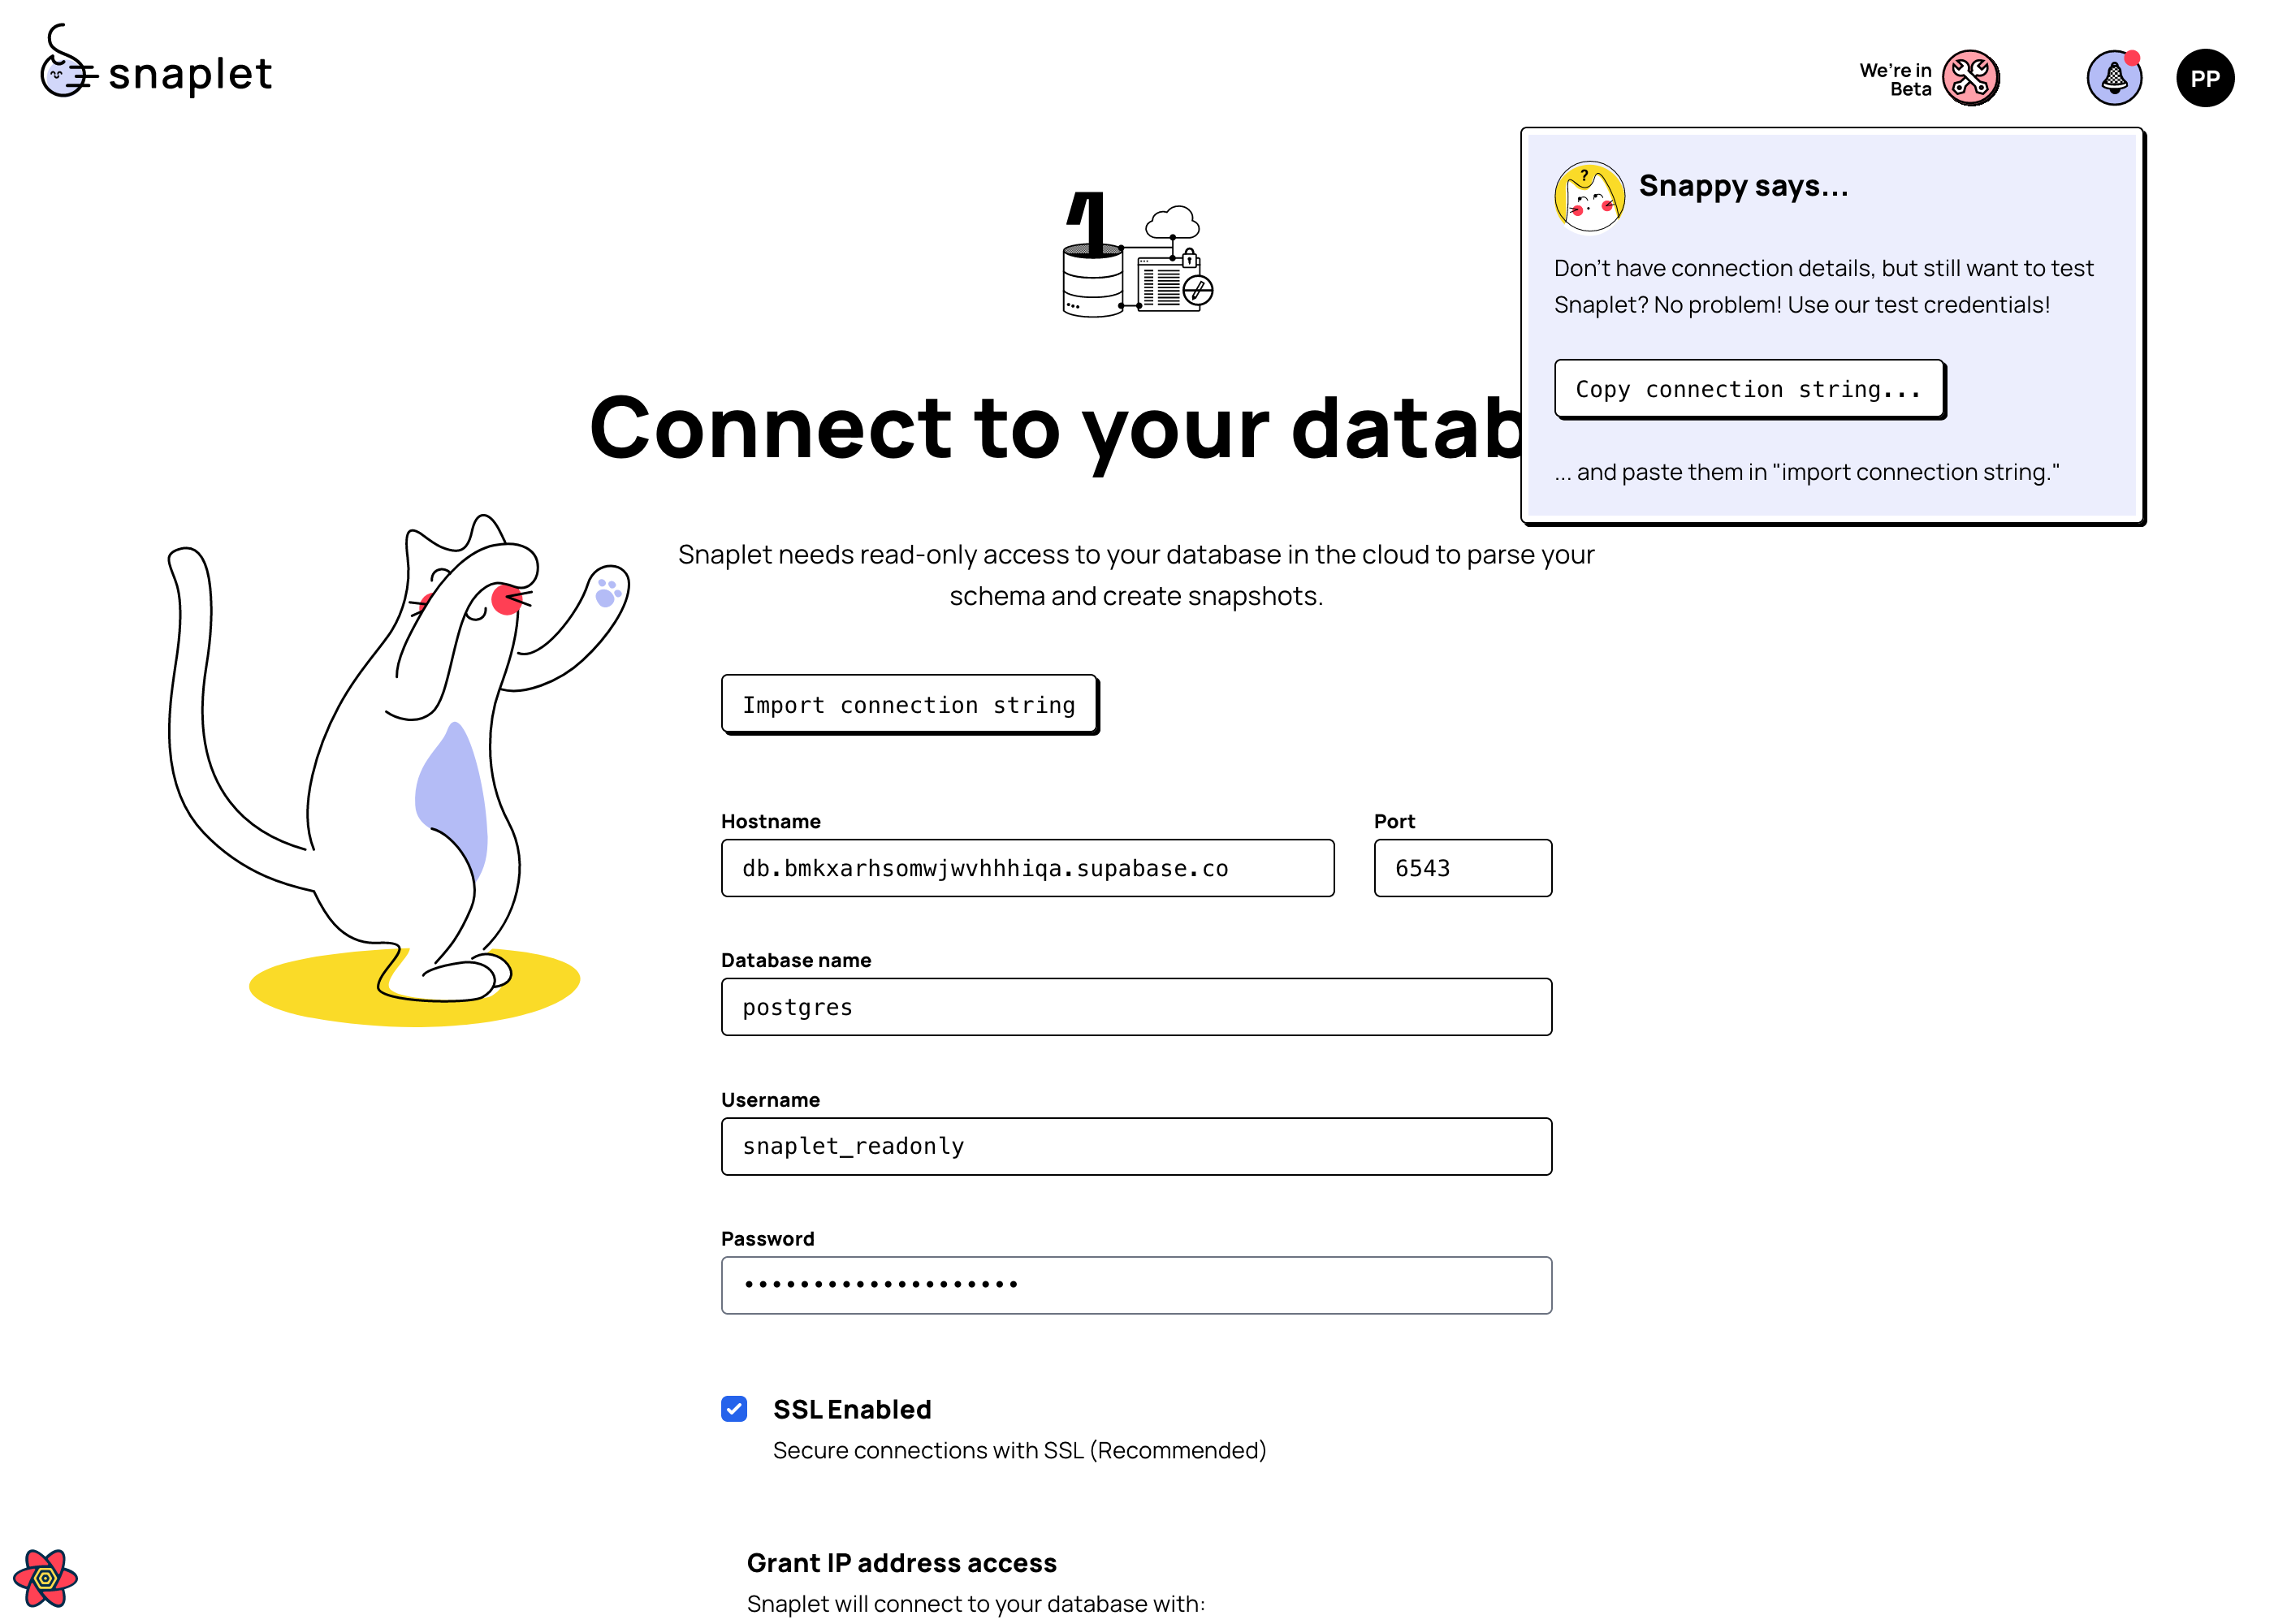 snaplet
We're in
Beta
PP
?
Snappy says...
Don't have connection details, but still want to test
Snaplet? No problem! Use our test credentials!
Copy connection string...
... and paste them in "import connection string."
1
Connect to your datab
Snaplet needs read-only access to your database in the cloud to parse your
schema and create snapshots.
Import connection string
Hostname
Port
db.bmkxarhsomwjwvhhhiqa.supabase.co
6543
Database name
postgres
Username
snaplet_readonly
Password
••••••••••••••••••••
SSL Enabled
Secure connections with SSL (Recommended)
Grant IP address access
Snaplet will connect to your database with: